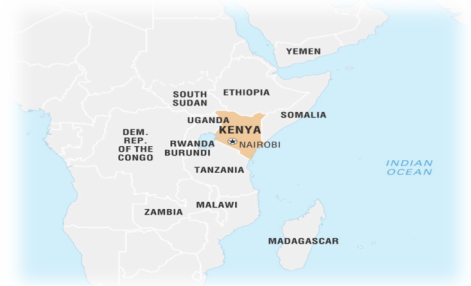 YEMEN
SOUTH
SUDAN
ETHIOPIA
UGANDA
SOMALIA
KENYA
DEM.
REP.
OF THE
CONGO
RWANDA
BURUNDI
NAIROBI
TANZANIA
INDIAN
OCEAN
MALAWI
ZAMBIA
MADAGASCAR